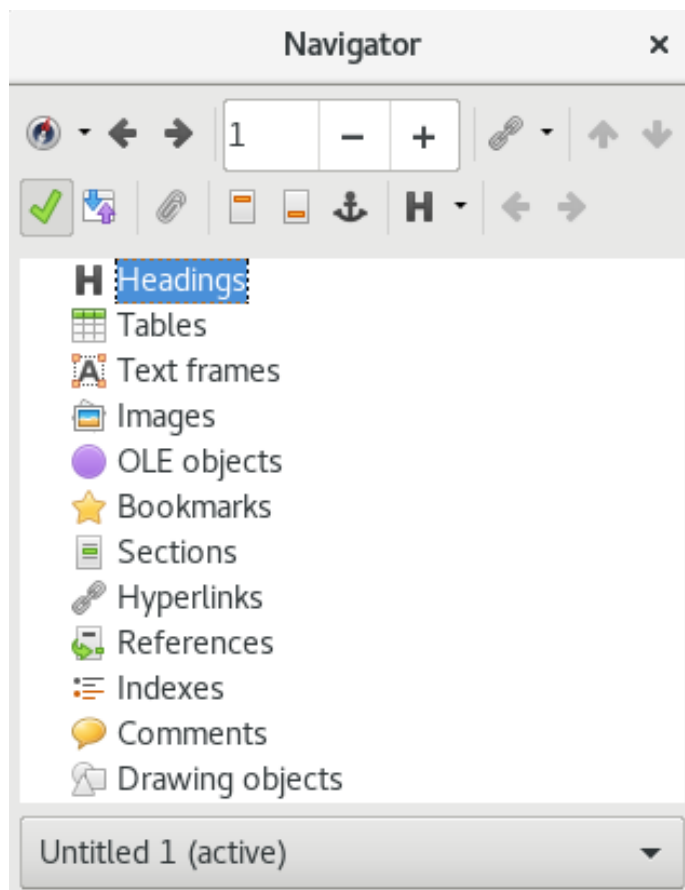 Navigator
1
Headings
Tables
Text frames
Images
OLE objects
Bookmarks
Sections
Hyperlinks
References
Indexes
Comments
Drawing objects
Untitled 1 (active)